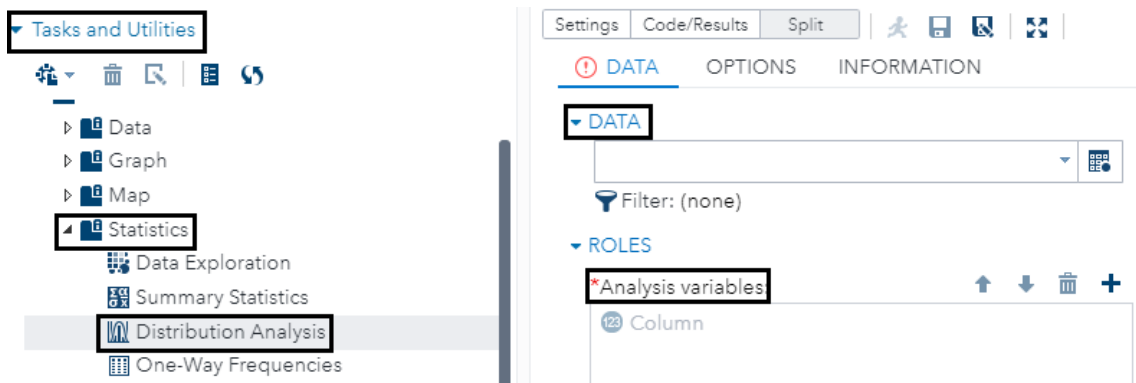 Tasks and Utilities
Data
Graph
Map
Statistics
Data Exploration
Summary Statistics
Distribution Analysis
One-Way Frequencies
Settings Code/Results Split
DATA OPTIONS INFORMATION
DATA
Filter: (none)
ROLES
*Analysis variables:
123 Column